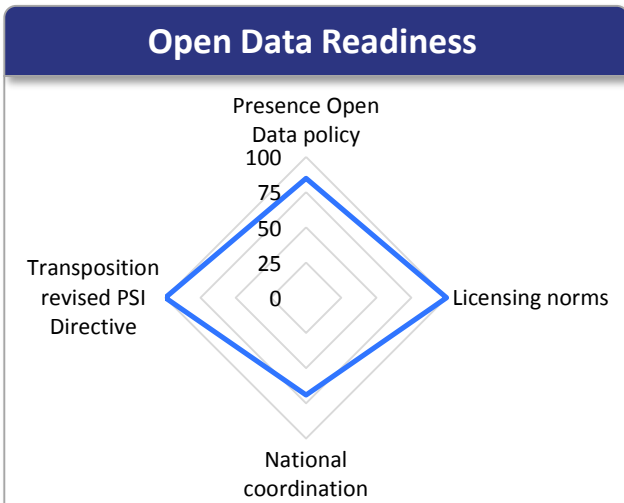 Open Data Readiness
Presence Open
Data policy
100
75
50
25
0
Transposition
revised PSI
Directive
Licensing norms
National
coordination